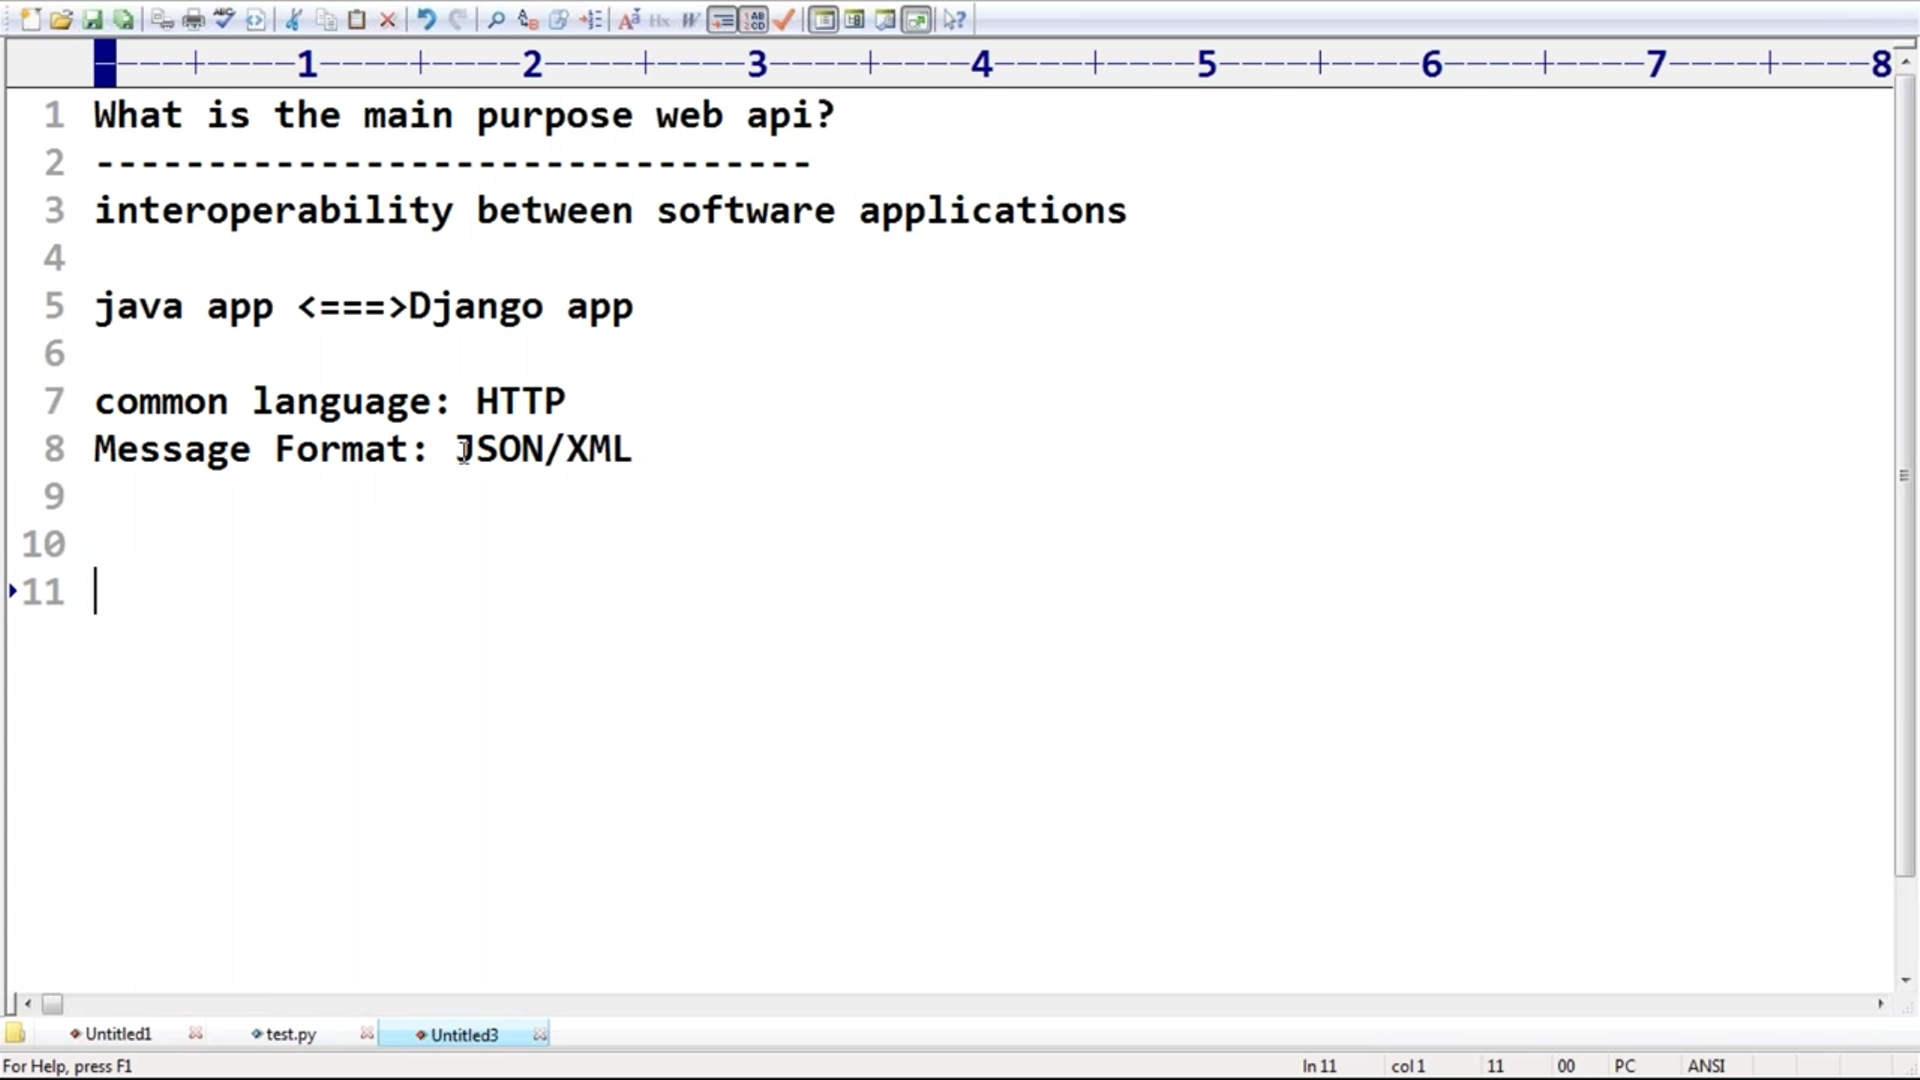 1 2 3 4 5 6 7 8
1 What is the main purpose web api?
2 --------------------------------
3 interoperability between software applications
4
5 java app <===>Django app
6
7 common language: HTTP
8 Message Format: JSON/XML
9
10
11
Untitled1 test.py Untitled3
For Help, press F1 ln 11 col 1 11 00 PC ANSI